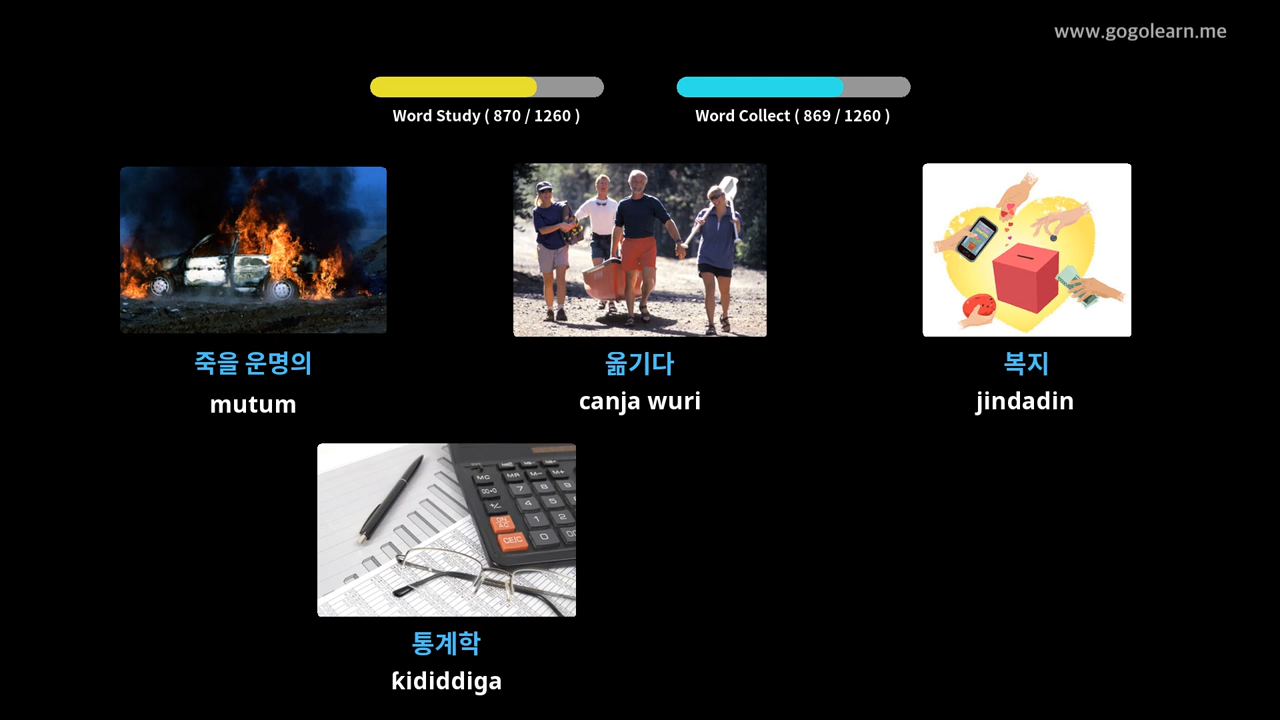 www.gogolearn.me
Word Study ( 870 / 1260 )
Word Collect ( 869 / 1260 )
죽을 운명의
mutum
옮기다
canja wuri
복지
jindadin
통계학
ƙididdiga